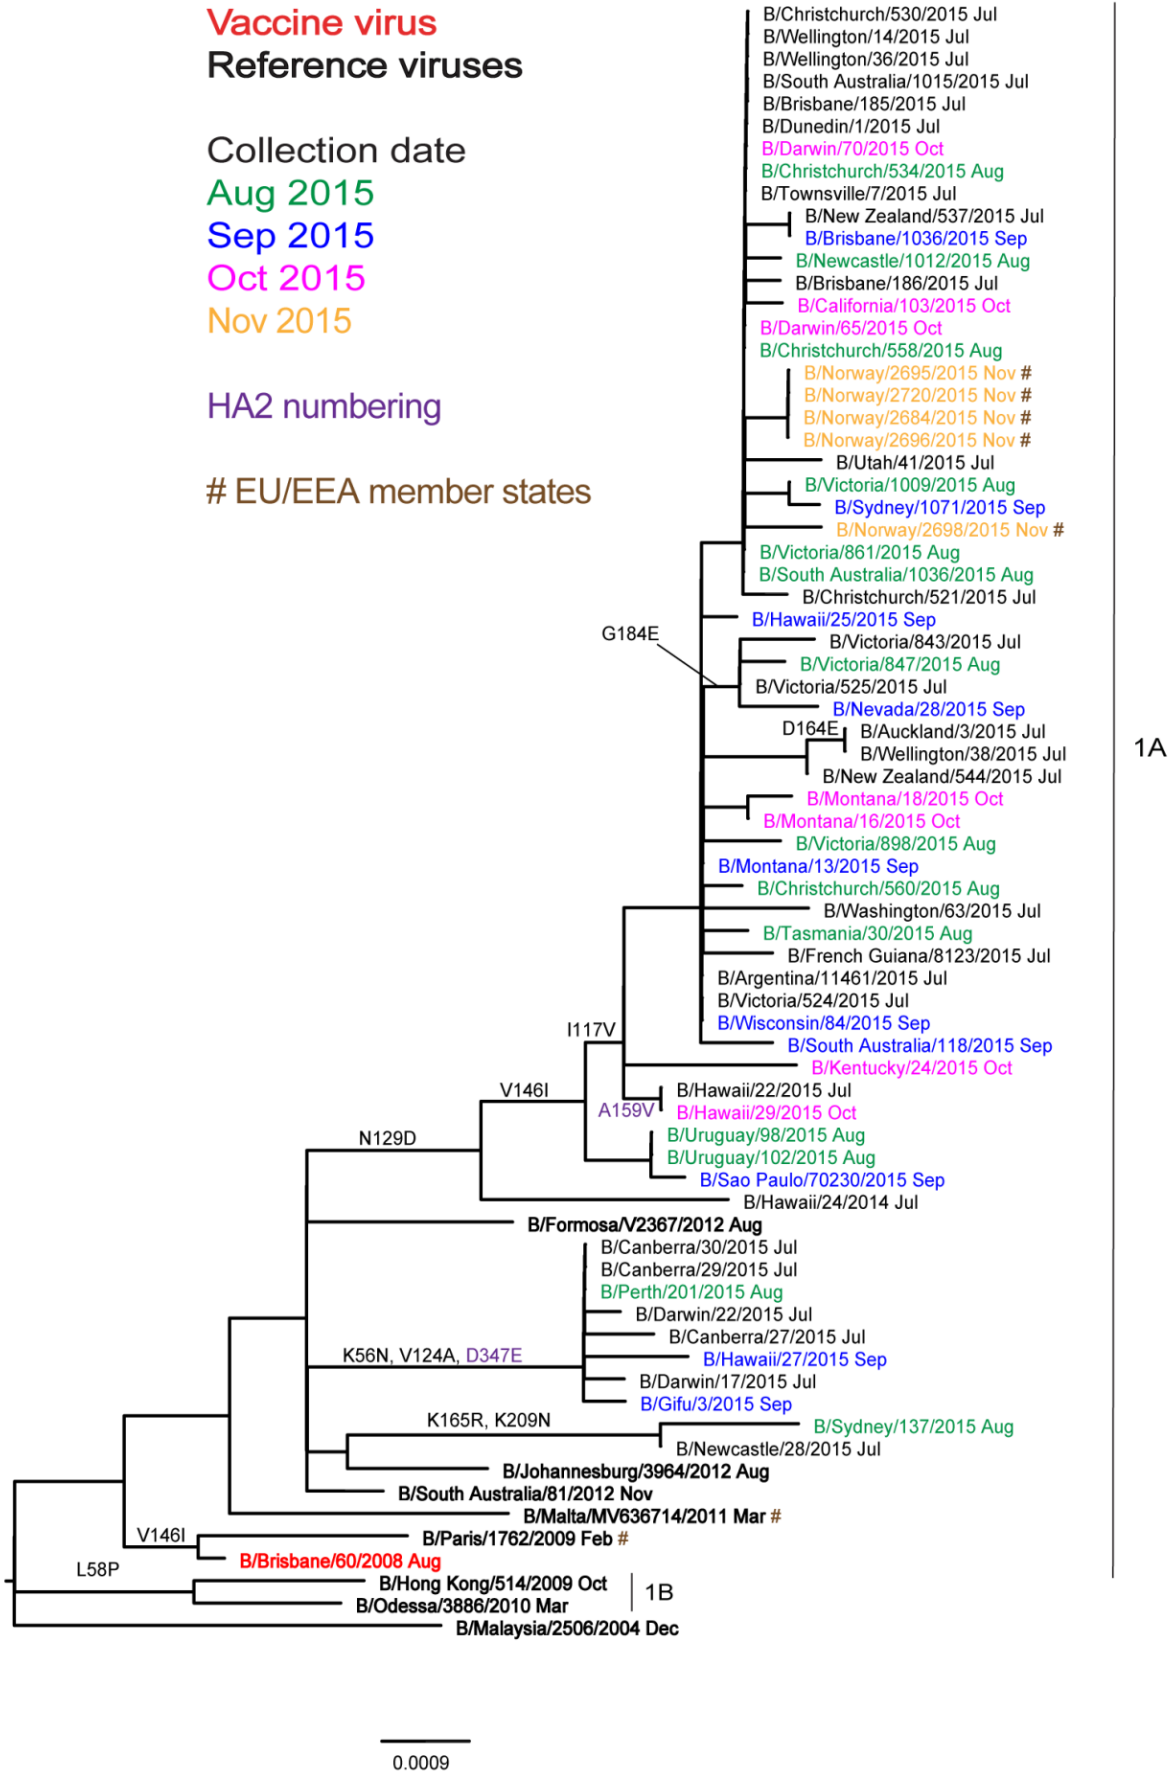 Vaccine virus
Reference viruses
Collection date
Aug 2015
Sep 2015
Oct 2015
Nov 2015
HA2 numbering
# EU/EEA member states
B/Christchurch/530/2015 Jul
B/Wellington/14/2015 Jul
B/Wellington/36/2015 Jul
B/South Australia/1015/2015 Jul
B/Brisbane/185/2015 Jul
B/Dunedin/1/2015 Jul
B/Darwin/70/2015 Oct
B/Christchurch/534/2015 Aug
B/Townsville/7/2015 Jul
B/New Zealand/537/2015 Jul
B/Brisbane/1036/2015 Sep
B/Newcastle/1012/2015 Aug
B/Brisbane/186/2015 Jul
B/California/103/2015 Oct
B/Darwin/65/2015 Oct
B/Christchurch/558/2015 Aug
B/Norway/2695/2015 Nov #
B/Norway/2720/2015 Nov #
B/Norway/2684/2015 Nov #
B/Norway/2696/2015 Nov #
B/Utah/41/2015 Jul
B/Victoria/1009/2015 Aug
B/Sydney/1071/2015 Sep
B/Norway/2698/2015 Nov #
B/Victoria/861/2015 Aug
B/South Australia/1036/2015 Aug
B/Christchurch/521/2015 Jul
B/Hawaii/25/2015 Sep
G184E
B/Victoria/843/2015 Jul
B/Victoria/847/2015 Aug
B/Victoria/525/2015 Jul
B/Nevada/28/2015 Sep
D164E
B/Auckland/3/2015 Jul
1A
B/Wellington/38/2015 Jul
B/New Zealand/544/2015 Jul
B/Montana/18/2015 Oct
B/Montana/16/2015 Oct
B/Victoria/898/2015 Aug
B/Montana/13/2015 Sep
B/Christchurch/560/2015 Aug
B/Washington/63/2015 Jul
B/Tasmania/30/2015 Aug
B/French Guiana/8123/2015 Jul
B/Argentina/11461/2015 Jul
B/Victoria/524/2015 Jul
B/Wisconsin/84/2015 Sep
I117V
B/South Australia/118/2015 Sep
B/Kentucky/24/2015 Oct
V146I
B/Hawaii/22/2015 Jul
A159V
B/Hawaii/29/2015 Oct
N129D
B/Uruguay/98/2015 Aug
B/Uruguay/102/2015 Aug
B/Sao Paulo/70230/2015 Sep
B/Hawaii/24/2014 Jul
B/Formosa/V2367/2012 Aug
B/Canberra/30/2015 Jul
B/Canberra/29/2015 Jul
B/Perth/201/2015 Aug
B/Darwin/22/2015 Jul
B/Canberra/27/2015 Jul
K56N, V124A, D347E
B/Hawaii/27/2015 Sep
B/Darwin/17/2015 Jul
B/Gifu/3/2015 Sep
K165R, K209N
B/Sydney/137/2015 Aug
B/Newcastle/28/2015 Jul
B/Johannesburg/3964/2012 Aug
B/South Australia/81/2012 Nov
B/Malta/MV636714/2011 Mar #
V146I
B/Paris/1762/2009 Feb #
B/Brisbane/60/2008 Aug
L58P
B/Hong Kong/514/2009 Oct
1B
B/Odessa/3886/2010 Mar
B/Malaysia/2506/2004 Dec
0.0009